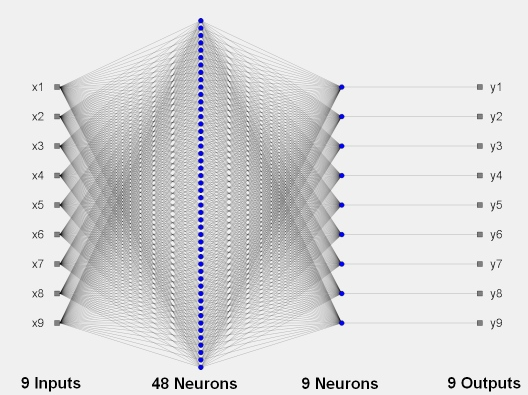 x1 y1
x2 y2
x3 y3
x4 y4
x5 y5
x6 y6
x7 y7
x8 y8
x9 y9
9 Inputs 48 Neurons 9 Neurons 9 Outputs